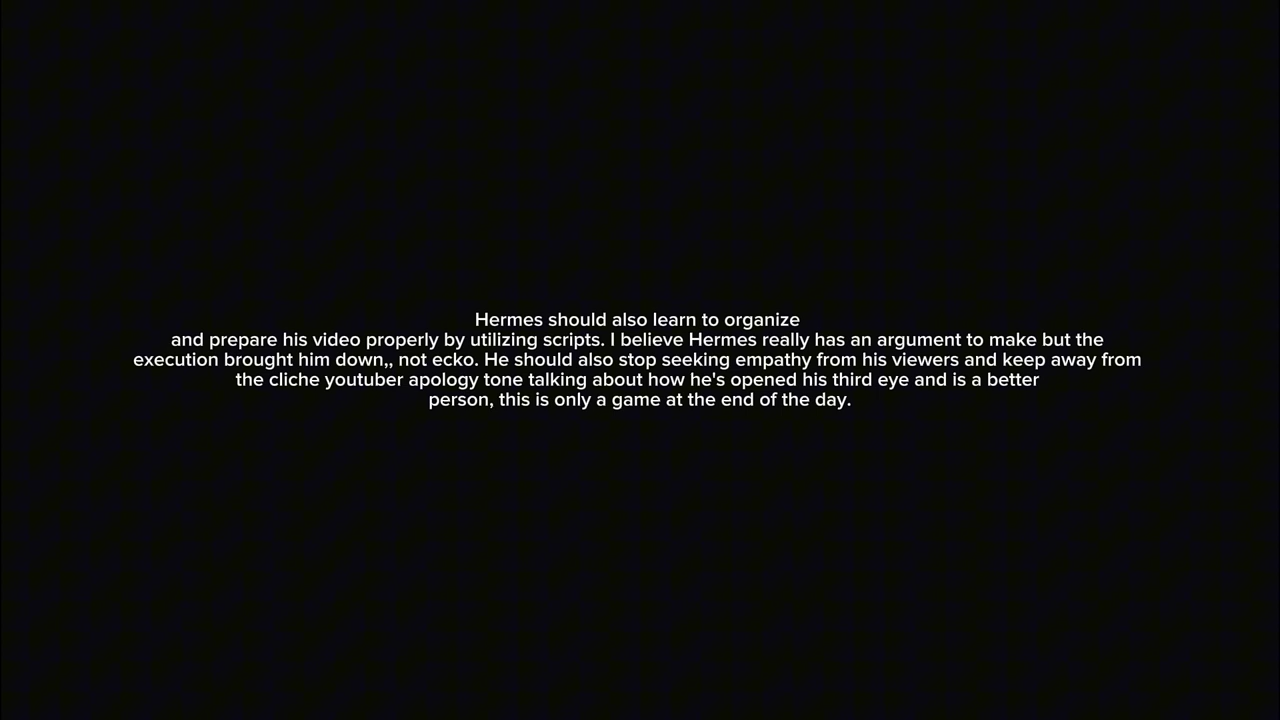 Hermes should also learn to organize
and prepare his video properly by utilizing scripts. I believe Hermes really has an argument to make but the
execution brought him down,, not ecko. He should also stop seeking empathy from his viewers and keep away from
the cliche youtuber apology tone talking about how he's opened his third eye and is a better
person, this is only a game at the end of the day.